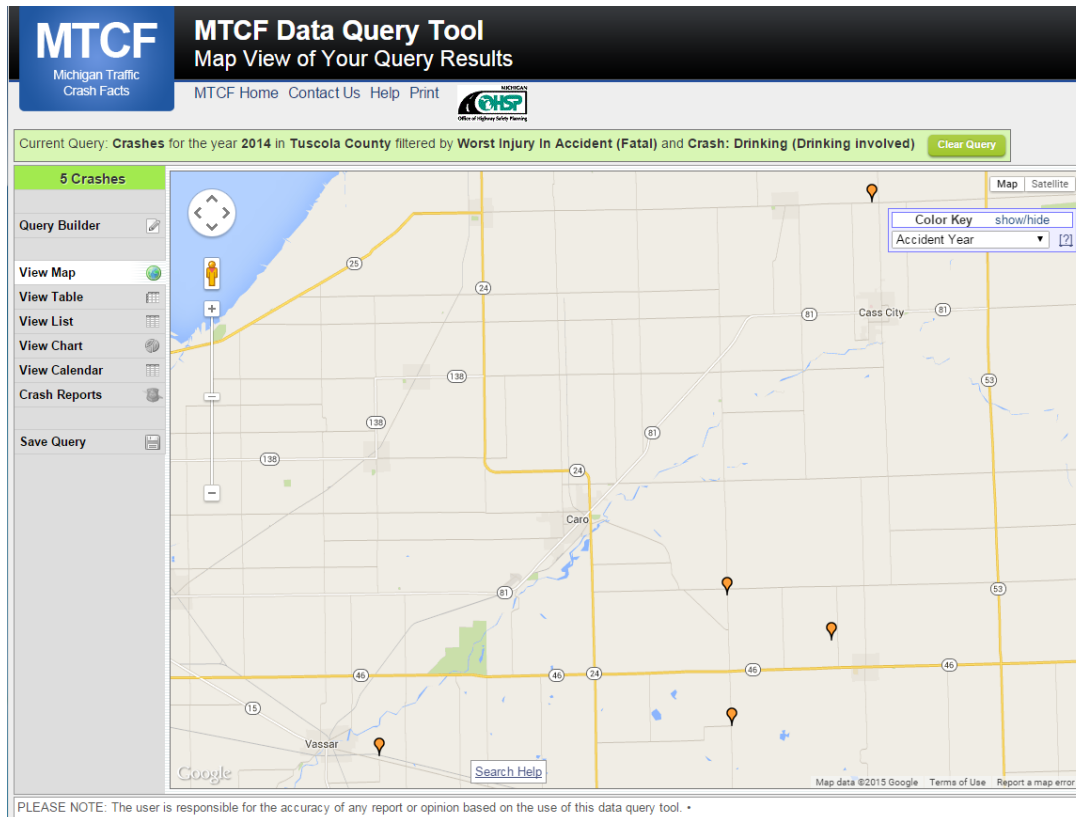 MTCF
Michigan Traffic
Crash Facts
MTCF Data Query Tool
Map View of Your Query Results
MTCF Home Contact Us Help Print
MICHIGAN
OHSP
Office of Highway Safety Planning
Current Query: Crashes for the year 2014 in Tuscola County filtered by Worst Injury In Accident (Fatal) and Crash: Drinking (Drinking involved)
Clear Query
5 Crashes
Query Builder
View Map
View Table
View List
View Chart
View Calendar
Crash Reports
Save Query
Map Satellite
Color Key show/hide
Accident Year [?]
25
24
81
Cass City
81
138
53
138
81
138
24
Caro
81
53
46
46
24
46
46
15
Vassar
Google
Search Help
Map data ©2015 Google Terms of Use Report a map error
PLEASE NOTE: The user is responsible for the accuracy of any report or opinion based on the use of this data query tool. •